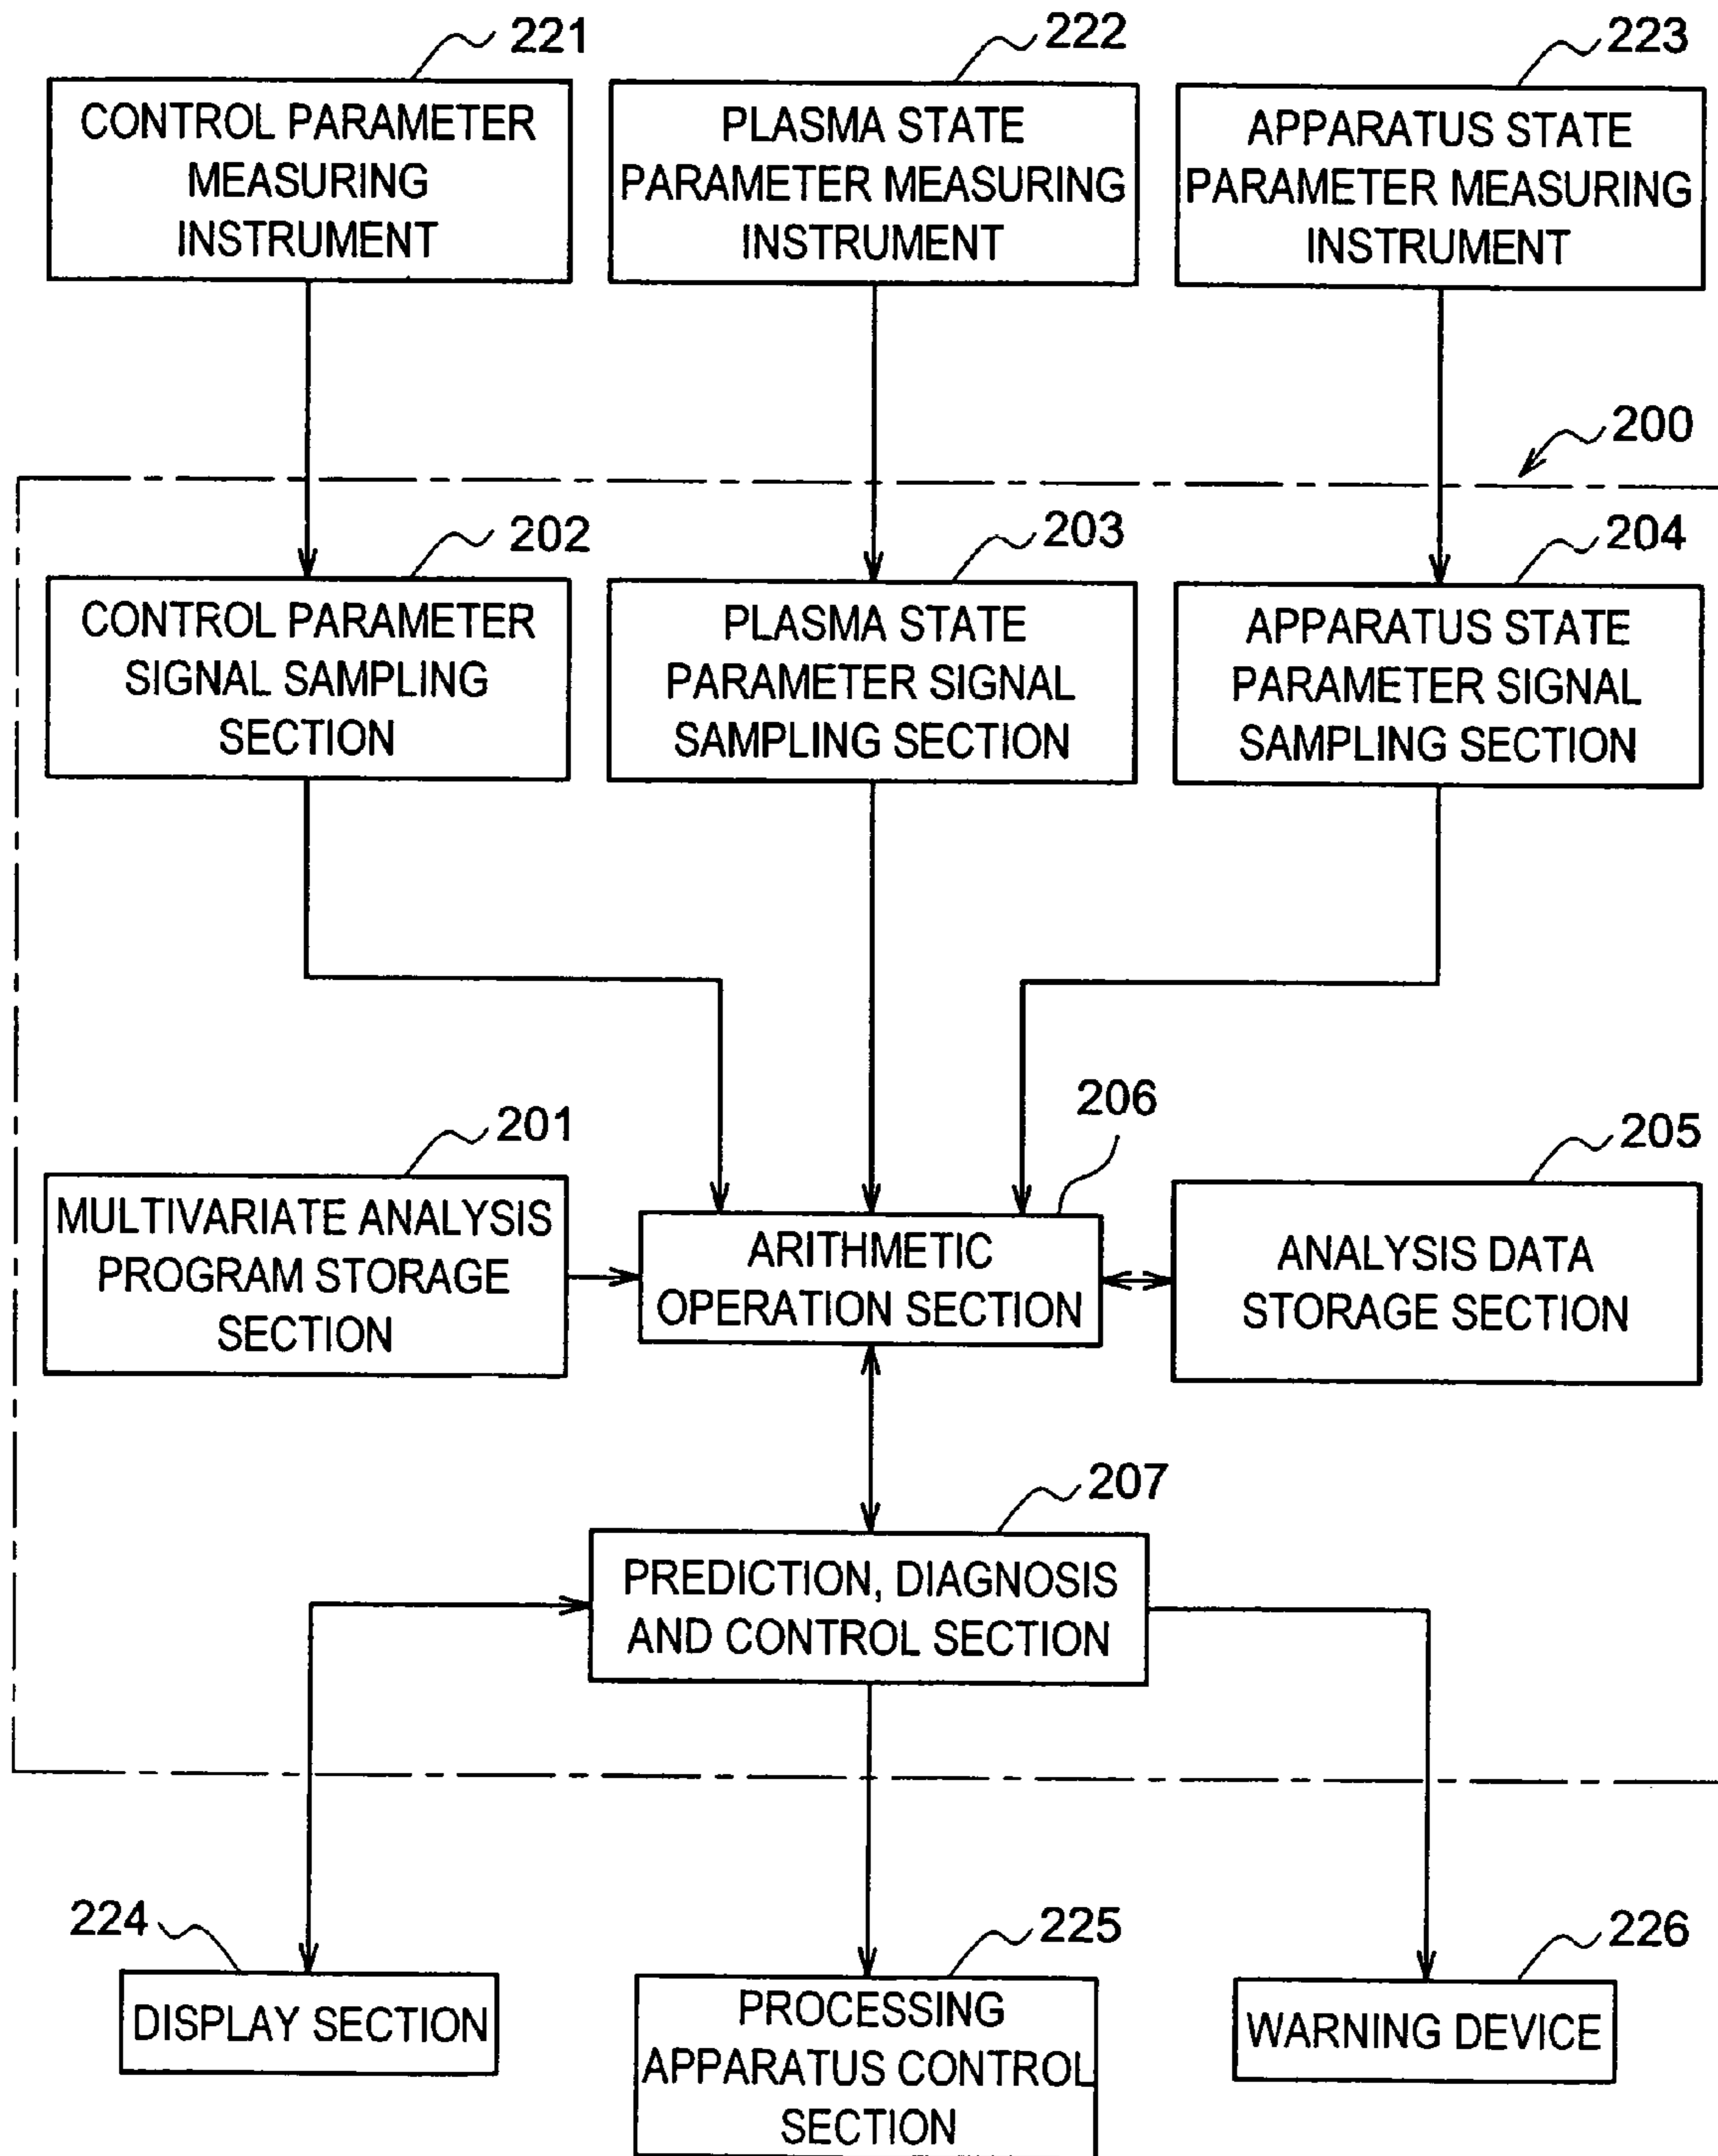 221
CONTROL PARAMETER
MEASURING
INSTRUMENT
222
PLASMA STATE
PARAMETER MEASURING
INSTRUMENT
223
APPARATUS STATE
PARAMETER MEASURING
INSTRUMENT
200
202
CONTROL PARAMETER
SIGNAL SAMPLING
SECTION
203
PLASMA STATE
PARAMETER SIGNAL
SAMPLING SECTION
204
APPARATUS STATE
PARAMETER SIGNAL
SAMPLING SECTION
201
MULTIVARIATE ANALYSIS
PROGRAM STORAGE
SECTION
206
ARITHMETIC
OPERATION SECTION
205
ANALYSIS DATA
STORAGE SECTION
207
PREDICTION, DIAGNOSIS
AND CONTROL SECTION
224
DISPLAY SECTION
225
PROCESSING
APPARATUS CONTROL
SECTION
226
WARNING DEVICE